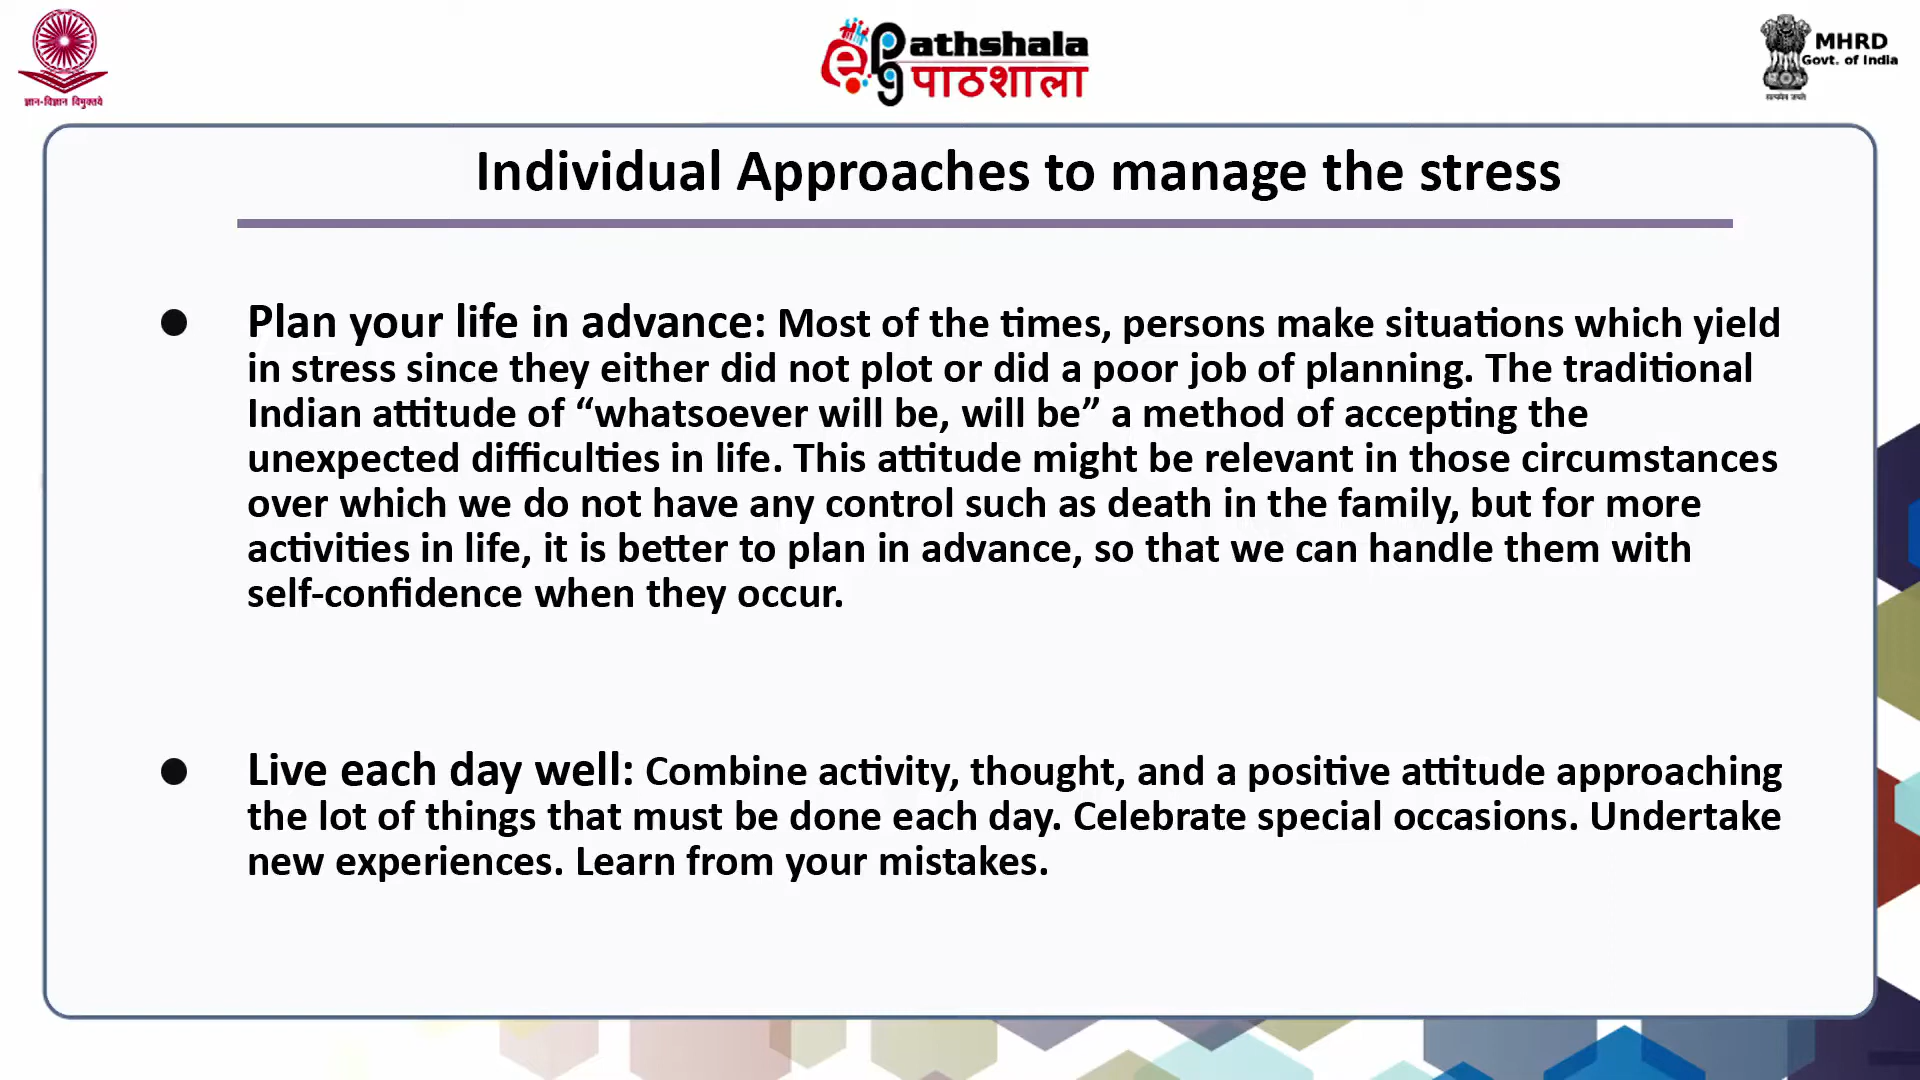 ज्ञान-विज्ञान विमुक्तये
e
pg
athshala
पाठशाला
MHRD
Govt. of India
सत्यमेव जयते
Individual Approaches to manage the stress
● Plan your life in advance: Most of the times, persons make situations which yield
in stress since they either did not plot or did a poor job of planning. The traditional
Indian attitude of “whatsoever will be, will be” a method of accepting the
unexpected difficulties in life. This attitude might be relevant in those circumstances
over which we do not have any control such as death in the family, but for more
activities in life, it is better to plan in advance, so that we can handle them with
self-confidence when they occur.
● Live each day well: Combine activity, thought, and a positive attitude approaching
the lot of things that must be done each day. Celebrate special occasions. Undertake
new experiences. Learn from your mistakes.